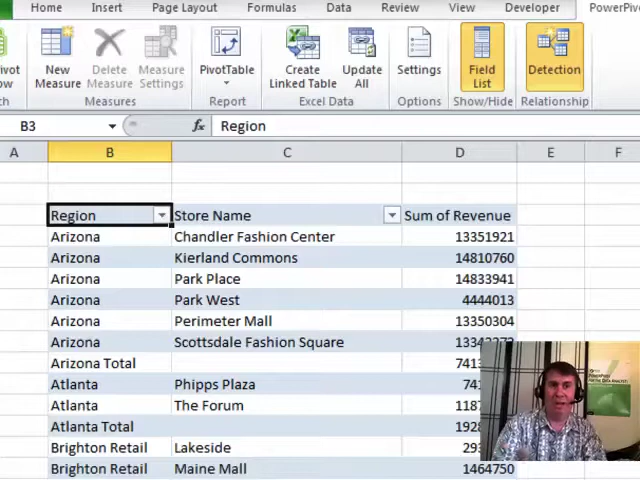 Home Insert Page Layout Formulas Data Review View Developer
New Measure Delete Measure Measure Settings PivotTable Create Linked Table Update All Settings Field List Detection
Measures Report Excel Data Options Show/Hide Relationship
B3 fx Region
A B C D E F
Region Store Name Sum of Revenue
Arizona Chandler Fashion Center 13351921
Arizona Kierland Commons 14810760
Arizona Park Place 14833941
Arizona Park West 4444013
Arizona Perimeter Mall 13350304
Arizona Scottsdale Fashion Square
Arizona Total
Atlanta Phipps Plaza
Atlanta The Forum
Atlanta Total
Brighton Retail Lakeside
Brighton Retail Maine Mall 1464750